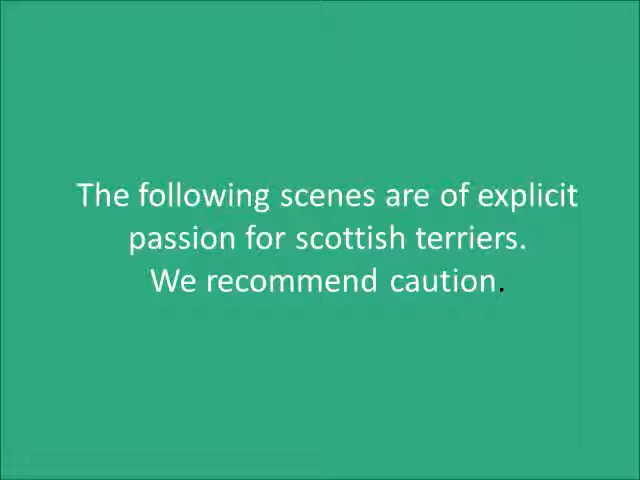 The following scenes are of explicit
passion for scottish terriers.
We recommend caution.